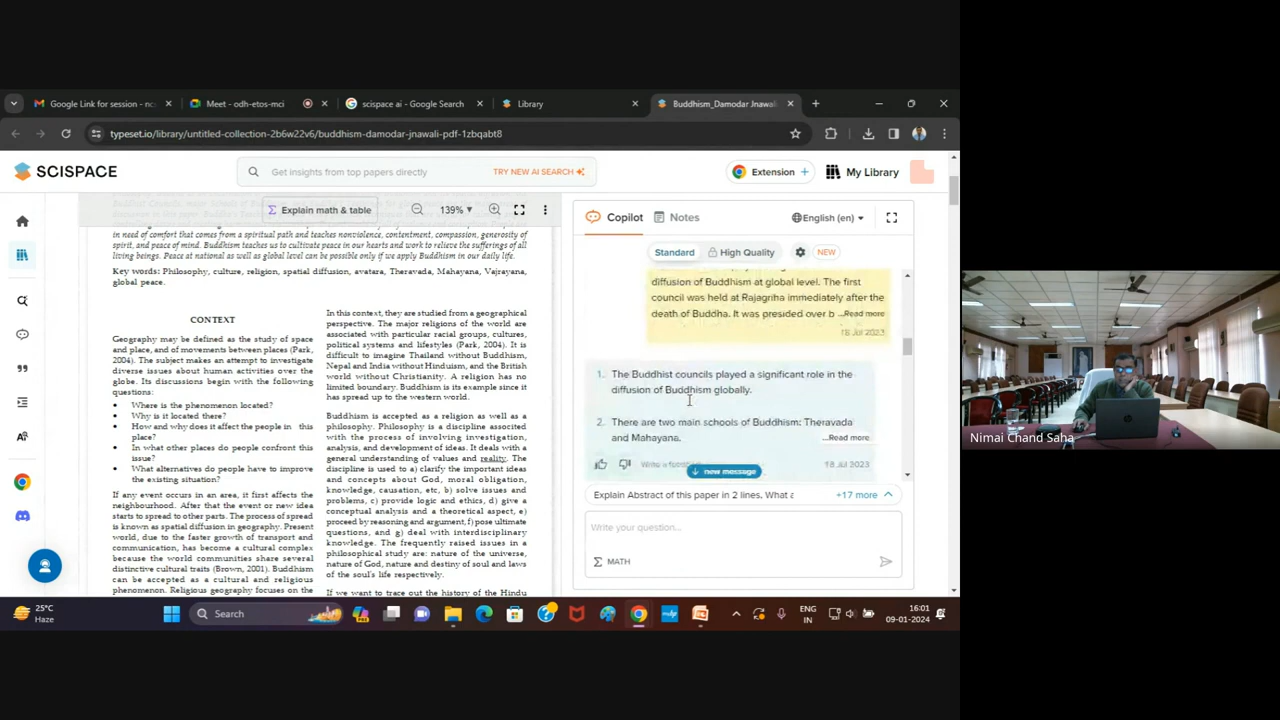 Google Link for session - nc
Meet - odh-etos-mci
scispace ai - Google Search
Library
Buddhism_Damodar Jnawali
typeset.io/library/untitled-collection-2b6w22v6/buddhism-damodar-jnawali-pdf-1zbqabt8
SCISPACE
Get insights from top papers directly
TRY NEW AI SEARCH
Extension +
My Library
Explain math & table
139%
in need of comfort that comes from a spiritual path and teaches nonviolence, contentment, compassion, generosity of
spirit, and peace of mind. Buddhism teaches us to cultivate peace in our hearts and work to relieve the sufferings of all
living beings. Peace at national as well as global level can be possible only if we apply Buddhism in our daily life.
Key words: Philosophy, culture, religion, spatial diffusion, avatara, Theravada, Mahayana, Vajrayana,
global peace.
CONTEXT
Geography may be defined as the study of
space and place, and of movements between places (Park,
2004). The subject makes an attempt to investigate
diverse issues about human activities over the
globe. Its discussions begin with the following
questions:
• Where is the phenomenon located?
• Why is it located there?
• How and why does it affect the people in this
place?
• In what other places do people confront this
issue?
• What alternatives do people have to improve
the existing situation?
If any event occurs in an area, it first affects the
neighbourhood. After that the event or new idea
starts to spread to other parts. The process of spread
is known as spatial diffusion in geography. Present
world, due to the faster growth of transport and
communication, has become a cultural complex
because the world communities share several
distinctive cultural traits (Brown, 2001). Buddhism
can be accepted as a cultural and religious
phenomenon. Religious geography focuses on the
In this context, they are studied from a geographical
perspective. The major religions of the world are
associated with particular racial groups, cultures,
political systems and lifestyles (Park, 2004). It is
difficult to imagine Thailand without Buddhism,
Nepal and India without Hinduism, and the British
world without Christianity. A religion has no
limited boundary. Buddhism is its example since it
has spread up to the western world.
Buddhism is accepted as a religion as well as a
philosophy. Philosophy is a discipline associted
with the process of involving investigation,
analysis, and development of ideas. It deals with a
general understanding of values and reality. The
discipline is used to a) clarify the important ideas
and concepts about God, moral obligation,
knowledge, causation, etc, b) solve issues and
problems, c) provide logic and ethics, d) give a
conceptual analysis and a theoretical aspect, e)
proceed by reasoning and argument, f) pose ultimate
questions, and g) deal with interdisciplinary
knowledge. The frequently raised issues in a
philosophical study are: nature of the universe,
nature of God, nature and destiny of soul and laws
of the soul's life respectively.
If we want to trace out the history of the Hindu
Copilot
Notes
English (en)
Standard
High Quality
NEW
diffusion of Buddhism at global level. The first
council was held at Rajagriha immediately after the
death of Buddha. It was presided over b ...Read more
18 Jul 2023
1. The Buddhist councils played a significant role in the
diffusion of Buddhism globally.
2. There are two main schools of Buddhism: Theravada
and Mahayana.
...Read more
new message
18 Jul 2023
Explain Abstract of this paper in 2 lines. What a
+17 more
Write your question...
MATH
25°C
Haze
Search
ENG
IN
16:01
09-01-2024
Nimai Chand Saha